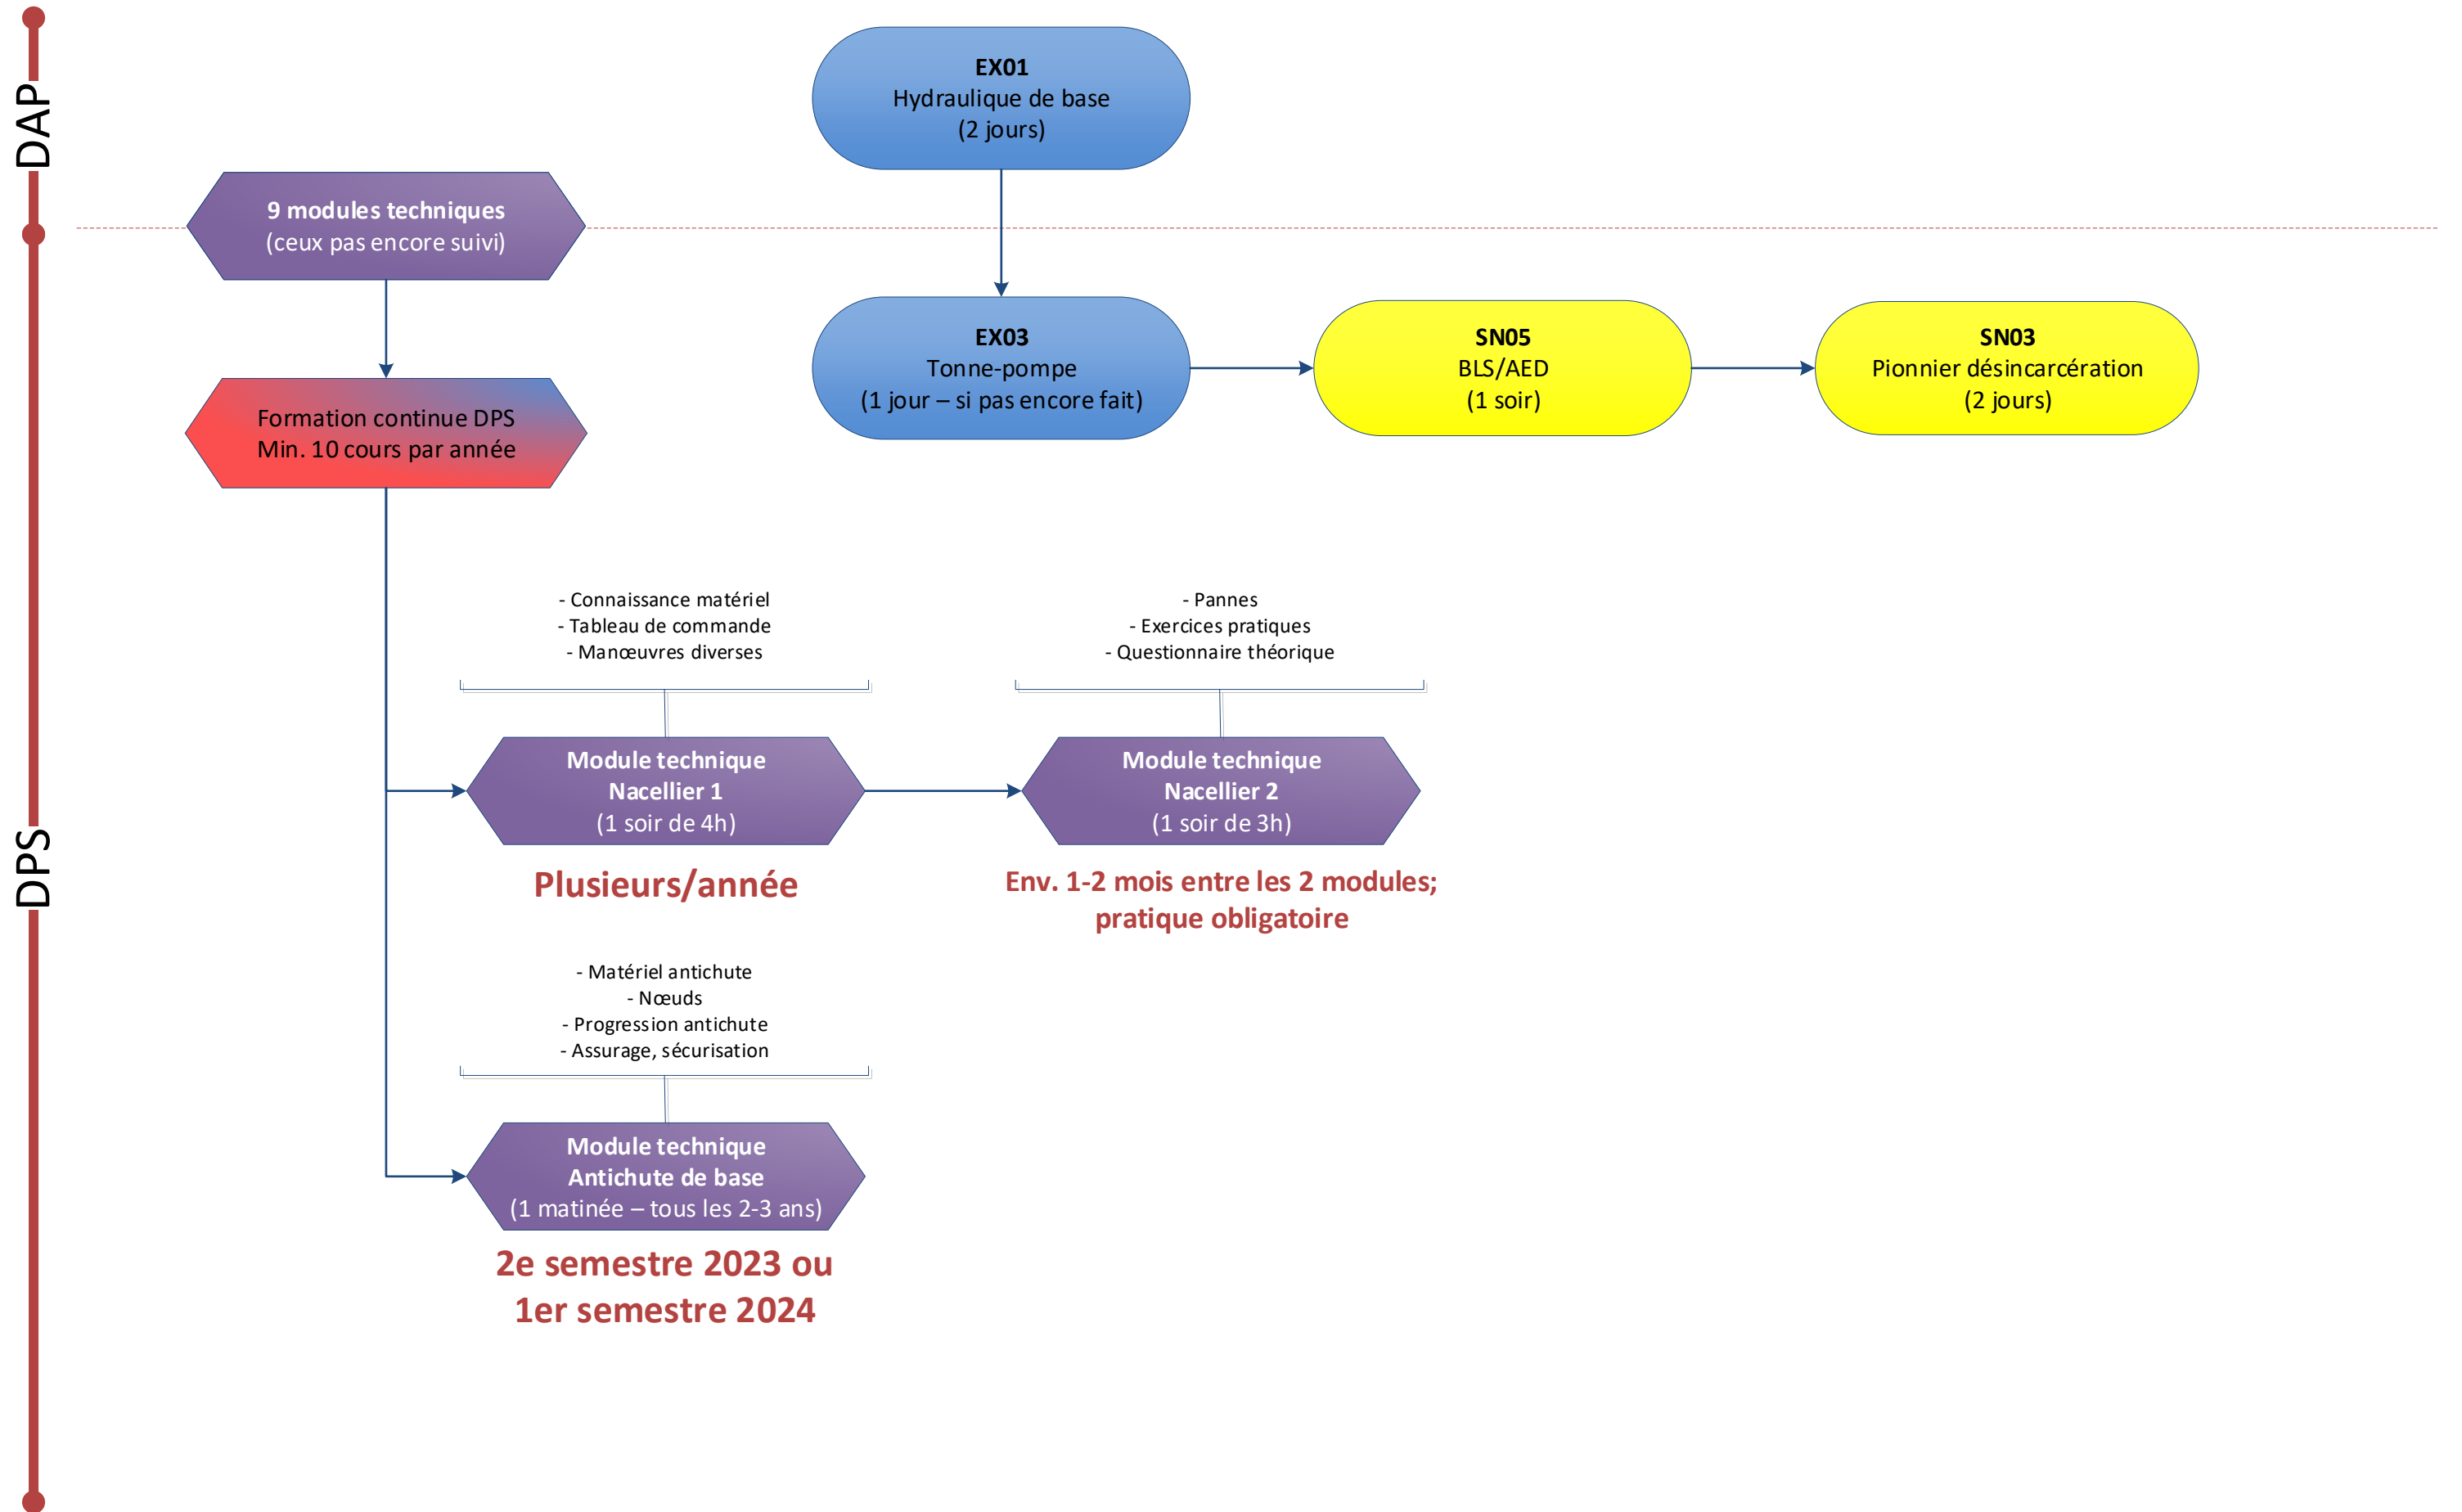 DAP
EX01
Hydraulique de base
(2 jours)
9 modules techniques
(ceux pas encore suivi)
EX03
Tonne-pompe
(1 jour – si pas encore fait)
SN05
BLS/AED
(1 soir)
SN03
Pionnier désincarcération
(2 jours)
Formation continue DPS
Min. 10 cours par année
DPS
- Connaissance matériel
- Tableau de commande
- Manœuvres diverses
- Pannes
- Exercices pratiques
- Questionnaire théorique
Module technique
Nacellier 1
(1 soir de 4h)
Module technique
Nacellier 2
(1 soir de 3h)
Plusieurs/année
Env. 1-2 mois entre les 2 modules;
pratique obligatoire
- Matériel antichute
- Nœuds
- Progression antichute
- Assurage, sécurisation
Module technique
Antichute de base
(1 matinée – tous les 2-3 ans)
2e semestre 2023 ou
1er semestre 2024